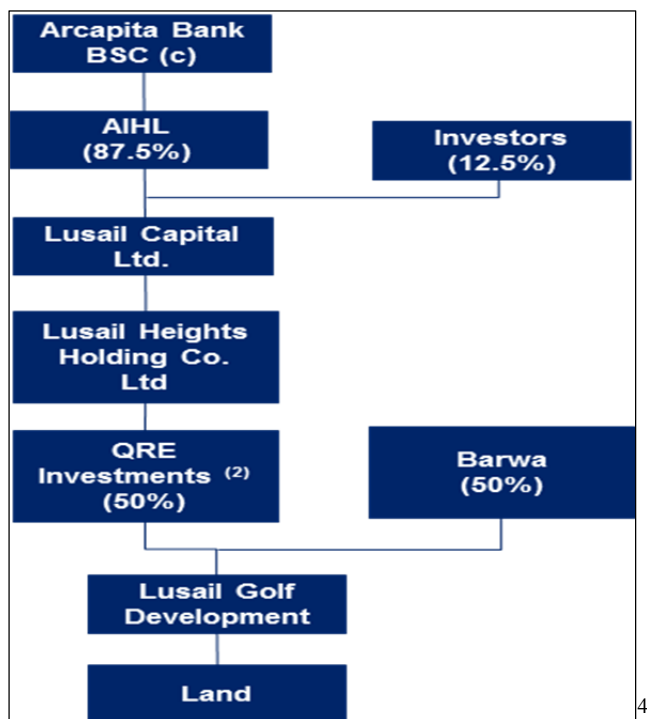 Arcapita Bank
BSC (c)
AIHL
(87.5%)
Investors
(12.5%)
Lusail Capital
Ltd.
Lusail Heights
Holding Co.
Ltd
QRE
Investments (2)
(50%)
Barwa
(50%)
Lusail Golf
Development
Land
4